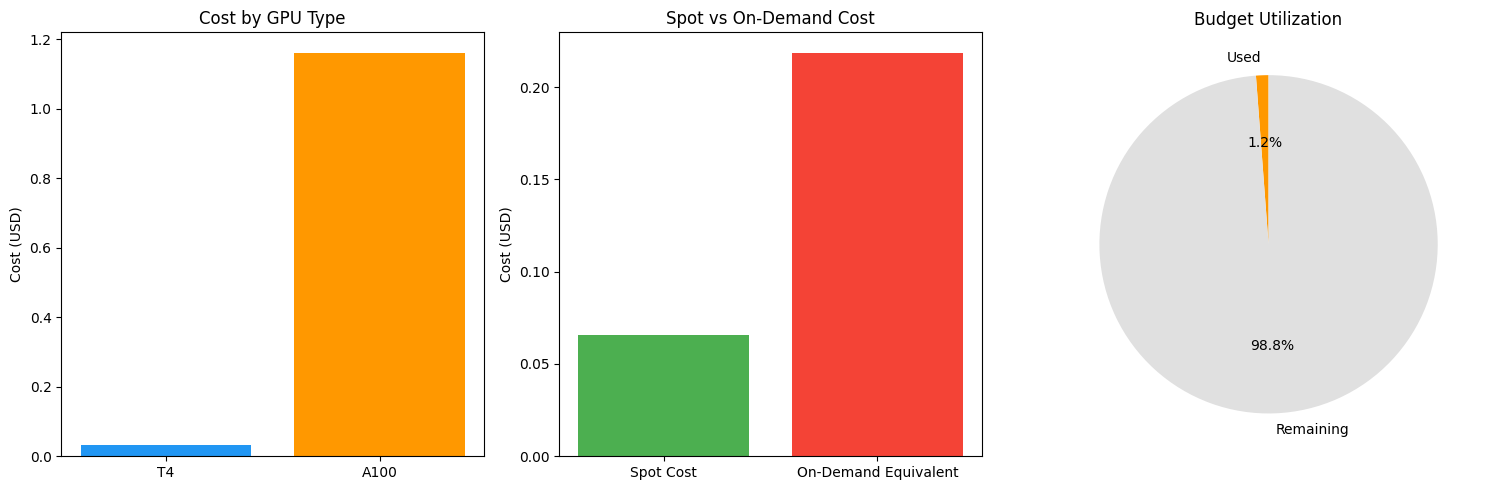 Cost by GPU Type
Cost (USD)
1.2
1.0
0.8
0.6
0.4
0.2
0.0
T4
A100
Spot vs On-Demand Cost
Cost (USD)
0.20
0.15
0.10
0.05
0.00
Spot Cost
On-Demand Equivalent
Budget Utilization
Used
1.2%
98.8%
Remaining